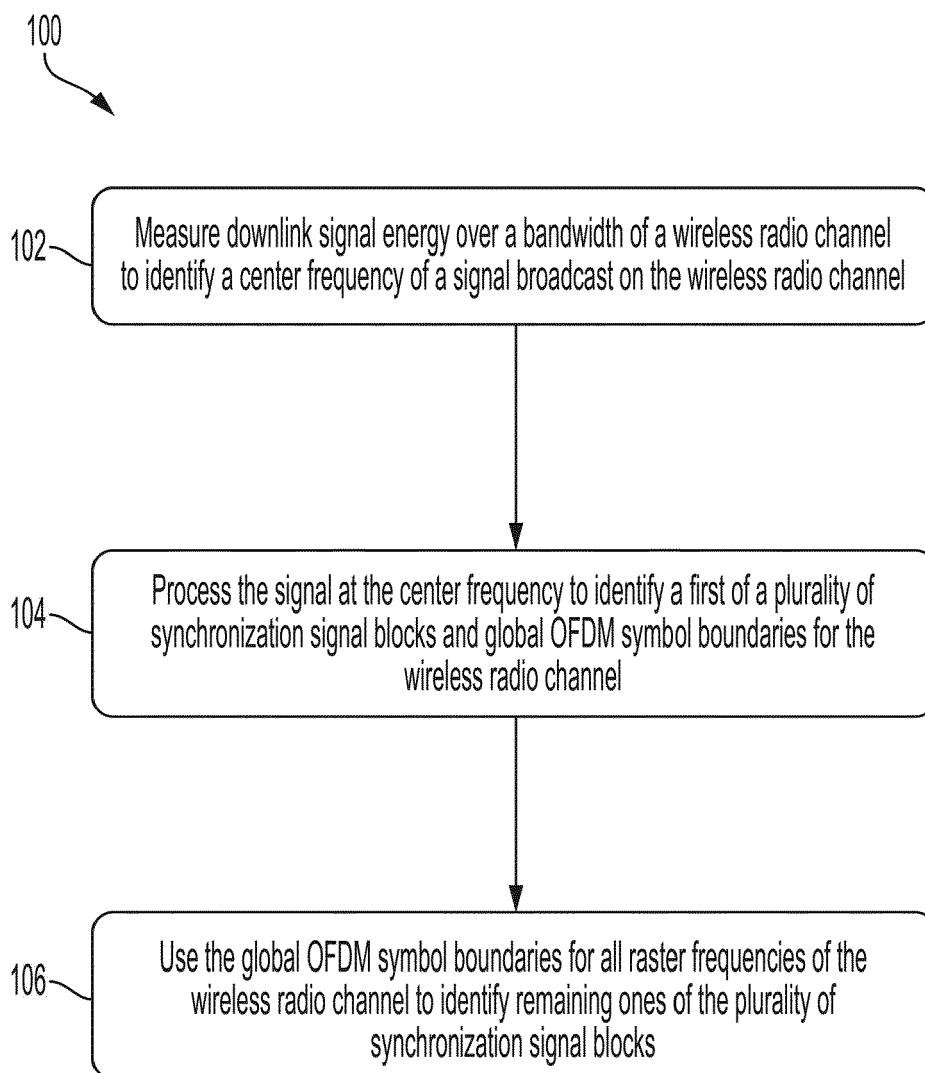 100
102
Measure downlink signal energy over a bandwidth of a wireless radio channel
to identify a center frequency of a signal broadcast on the wireless radio channel
104
Process the signal at the center frequency to identify a first of a plurality of
synchronization signal blocks and global OFDM symbol boundaries for the
wireless radio channel
106
Use the global OFDM symbol boundaries for all raster frequencies of the
wireless radio channel to identify remaining ones of the plurality of
synchronization signal blocks